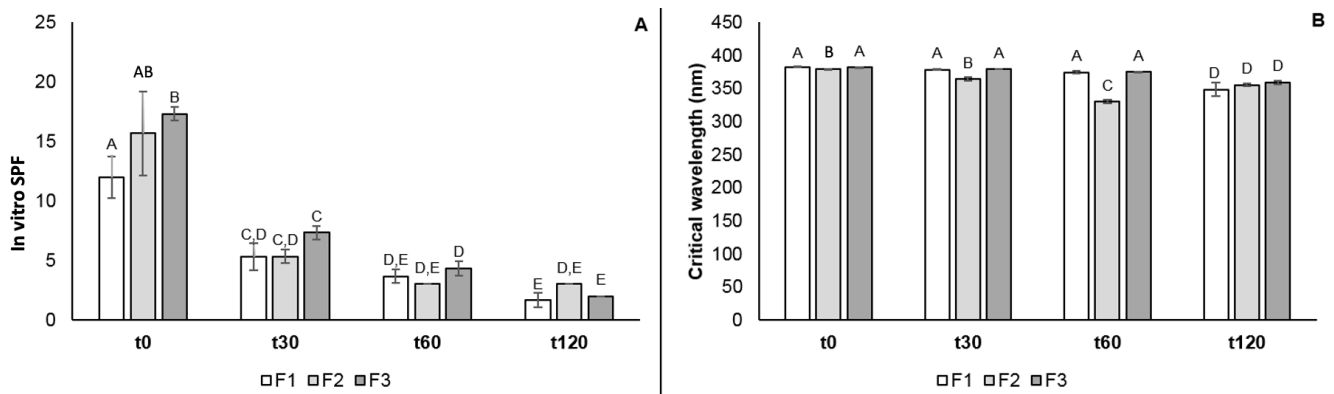 A
In vitro SPF
25
20
15
10
5
0
A
AB
B
C,D
C,D
C
D,E
D,E
D
E
D,E
E
t0
t30
t60
t120
F1
F2
F3
B
Critical wavelength (nm)
450
400
350
300
250
200
150
100
50
0
A
B
A
A
B
A
A
C
A
D
D
D
t0
t30
t60
t120
F1
F2
F3